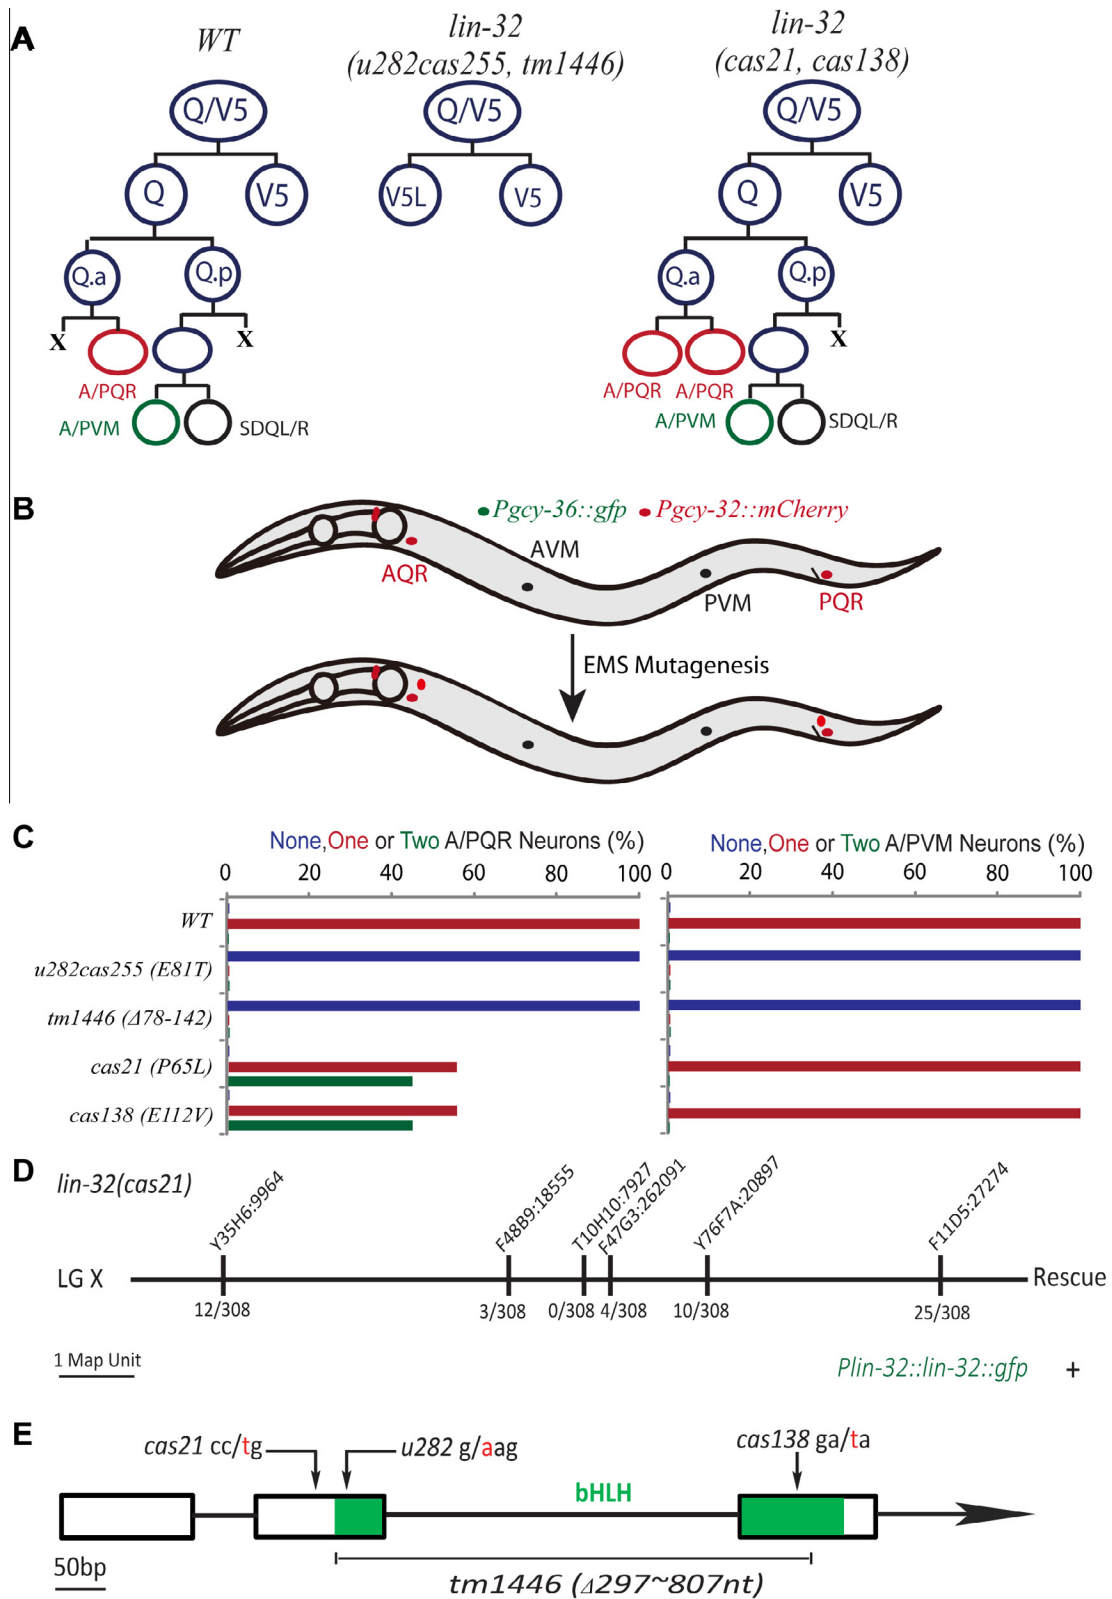 A
WT
lin-32
(u282cas255, tm1446)
lin-32
(cas21, cas138)
Q/V5
Q/V5
Q/V5
Q
V5
V5L
V5
Q
V5
Q.a
Q.p
Q.a
Q.p
X
X
X
A/PQR
A/PQR
A/PQR
A/PVM
SDQL/R
A/PVM
SDQL/R
B
Pgcy-36::gfp
Pgcy-32::mCherry
AVM
AQR
PVM
PQR
EMS Mutagenesis
C
None,One or Two A/PQR Neurons (%)
None,One or Two A/PVM Neurons (%)
0 20 40 60 80 100
0 20 40 60 80 100
WT
u282cas255 (E81T)
tm1446 (Δ78-142)
cas21 (P65L)
cas138 (E112V)
D
lin-32(cas21)
Y35H6:9964
F48B9:18555
T10H10:7927
F47G3:262091
Y76F7A:20897
F11D5:27274
LG X
Rescue
12/308
3/308
0/308
4/308
10/308
25/308
1 Map Unit
Plin-32::lin-32::gfp +
E
cas21 cc/tg
u282 g/aag
cas138 ga/ta
bHLH
50bp
tm1446 (Δ297~807nt)